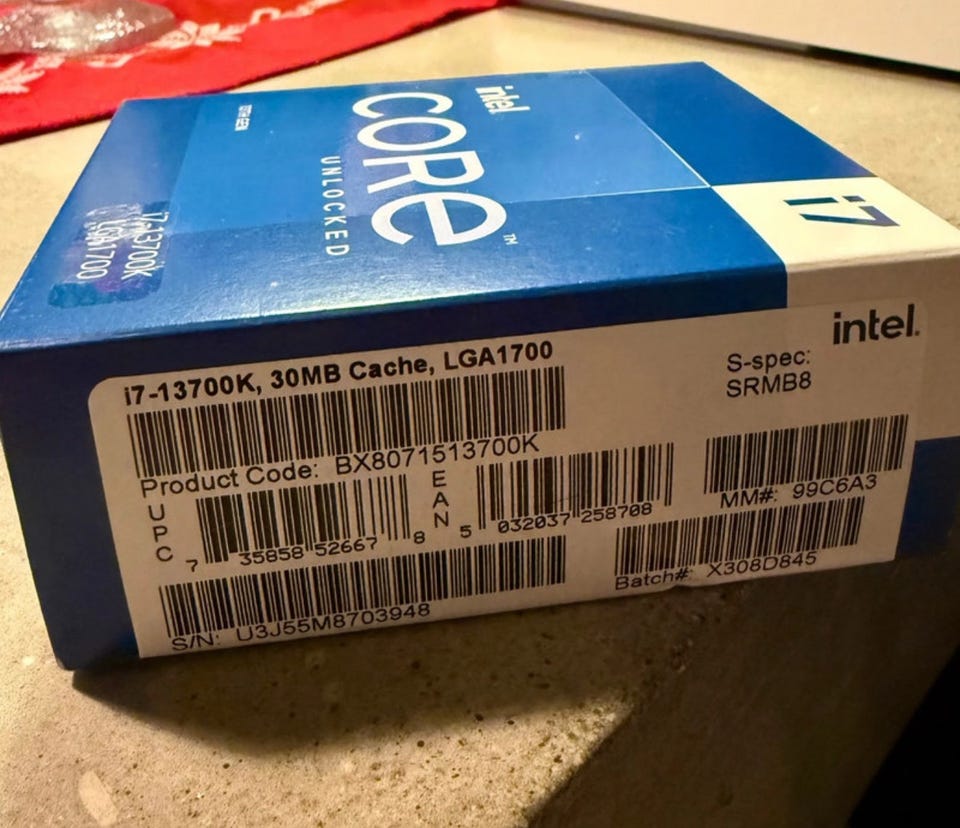 intel
CORE™
UNLOCKED
13TH GEN
i7
i7-13700K
LGA1700
intel.
i7-13700K, 30MB Cache, LGA1700
S-spec:
SRMB8
Product Code: BX8071513700K
MM#: 99C6A3
UPC
7 35858 52667 8
EAN
5 032037 258708
Batch#: X308D845
S/N: U3J55M8703948